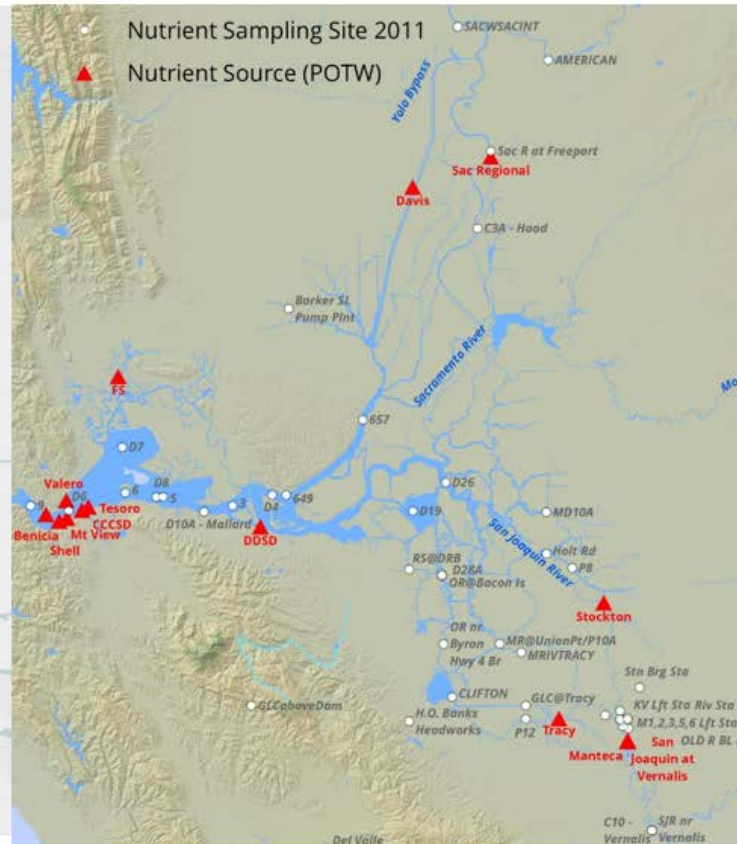 Nutrient Sampling Site 2011
Nutrient Source (POTW)
SACWSACINT
AMERICAN
Yolo Bypass
Sac R at Freeport
Sac Regional
Davis
C3A - Hood
Barker SL
Pump Plnt
Sacramento River
FS
657
D7
Valero
D6
6
D8
5
9
Tesoro
CCCSD
Benicia
Mt View
Shell
D10A - Mallard
3
D4
649
DDSD
D26
D19
MD10A
San Joaquin River
Holt Rd
P8
RS@DRB
D28A
OR@Bacon Is
Stockton
OR nr
Byron
Hwy 4 Br
MR@UnionPt/P10A
MRIVTRACY
Stn Brg Sta
CLIFTON
GLC@Tracy
KV Lft Sta Riv Sta
M1,2,3,5,6 Lft Sta
GLCaboveDam
H.O. Banks
Headworks
P12
Tracy
Manteca
San
Joaquin at
Vernalis
OLD R BL
C10 -
Vernalis
SJR nr
Vernalis
Del Valle